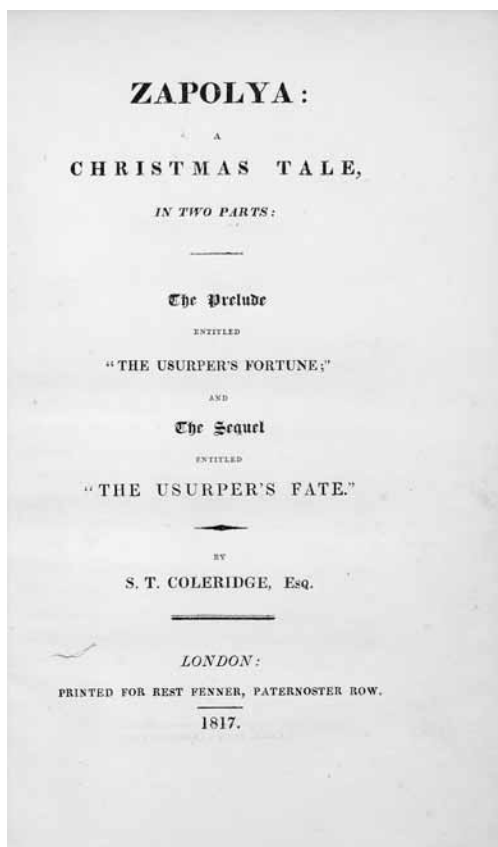 ZAPOLYA:
A
CHRISTMAS TALE,
IN TWO PARTS:
The Prelude
ENTITLED
"THE USURPER'S FORTUNE;"
AND
The Sequel
ENTITLED
"THE USURPER'S FATE."
BY
S. T. COLERIDGE, Esq.
LONDON:
PRINTED FOR REST FENNER, PATERNOSTER ROW.
1817.